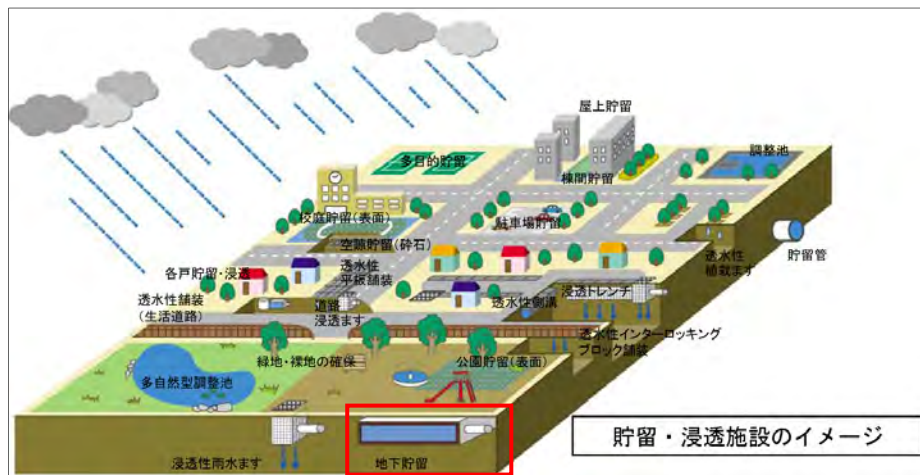 屋上貯留
調整池
多目的貯留
棟間貯留
校庭貯留(表面)
駐車場貯留
空隙貯留(砕石)
透水性
植栽ます
貯留管
各戸貯留・浸透
透水性
平板舗装
浸透トレンチ
透水性舗装
(生活道路)
道路
浸透ます
透水性側溝
透水性インターロッキング
ブロック舗装
緑地・裸地の確保
公園貯留(表面)
多自然型調整池
浸透性雨水ます
地下貯留
貯留・浸透施設のイメージ